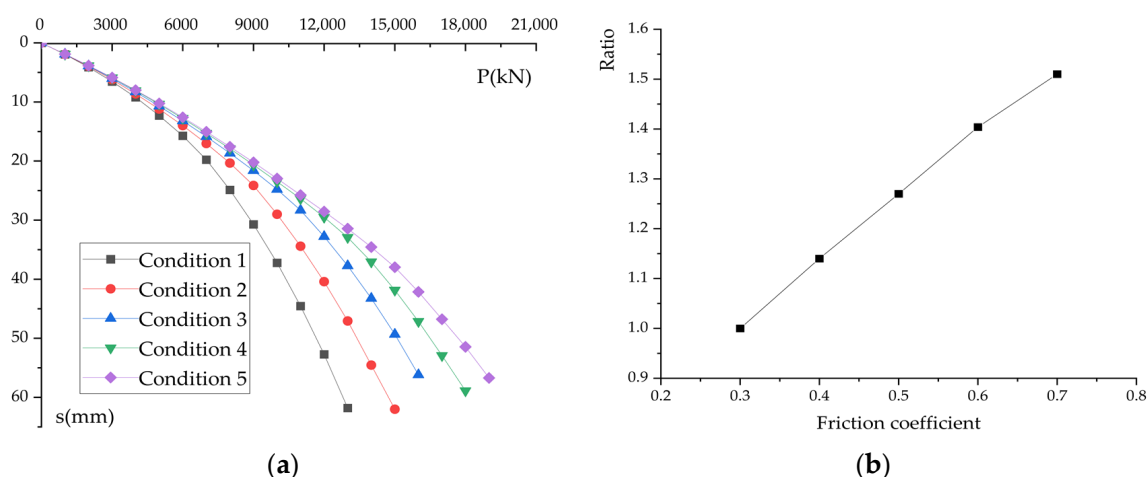 0 3000 6000 9000 12,000 15,000 18,000 21,000
P(kN)
0
10
20
30
40
50
60
s(mm)
Condition 1
Condition 2
Condition 3
Condition 4
Condition 5
(a)
Ratio
1.6
1.5
1.4
1.3
1.2
1.1
1.0
0.9
0.2 0.3 0.4 0.5 0.6 0.7 0.8
Friction coefficient
(b)